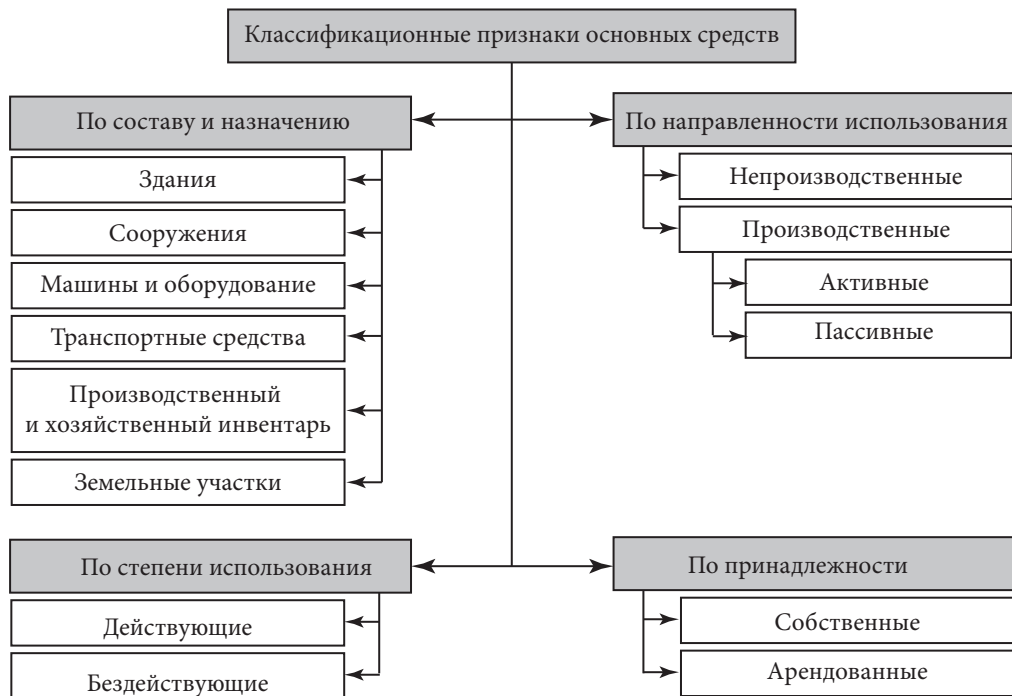 Классификационные признаки основных средств
По составу и назначению
Здания
Сооружения
Машины и оборудование
Транспортные средства
Производственный
и хозяйственный инвентарь
Земельные участки
По направленности использования
Непроизводственные
Производственные
Активные
Пассивные
По степени использования
Действующие
Бездействующие
По принадлежности
Собственные
Арендованные